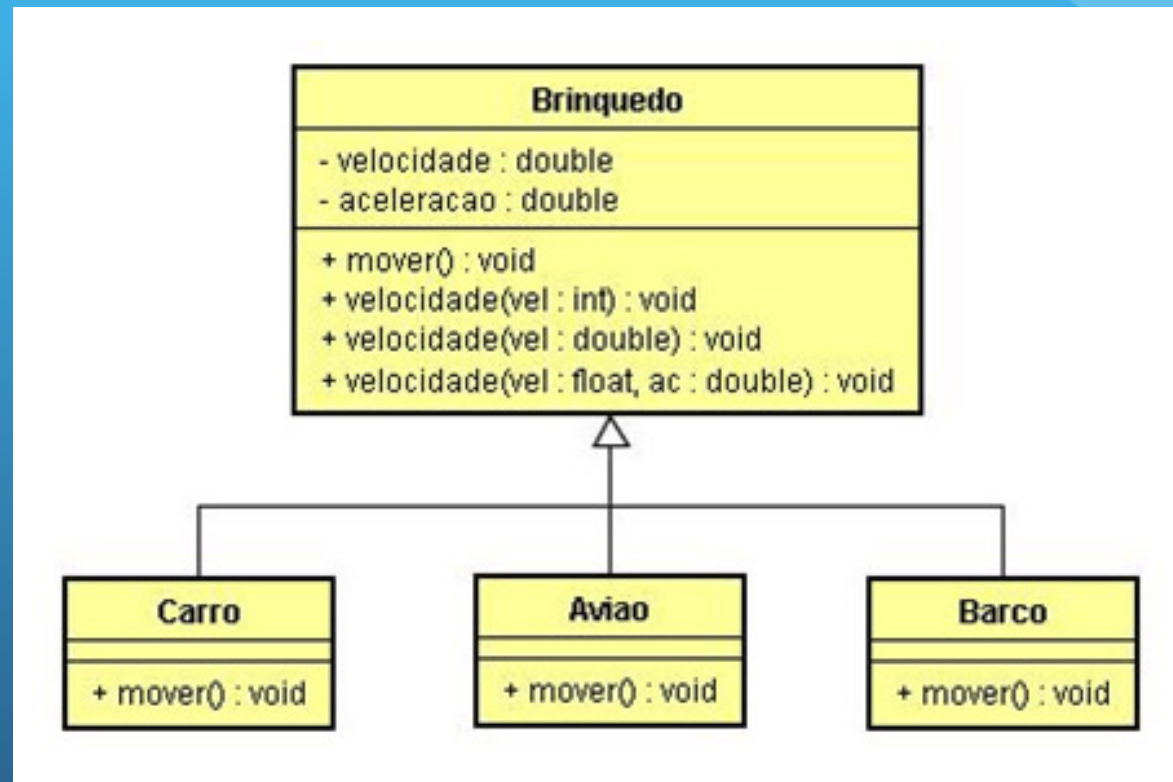 Brinquedo
- velocidade : double
- aceleracao : double
+ mover() : void
+ velocidade(vel : int) : void
+ velocidade(vel : double) : void
+ velocidade(vel : float, ac : double) : void
Carro
+ mover() : void
Aviao
+ mover() : void
Barco
+ mover() : void